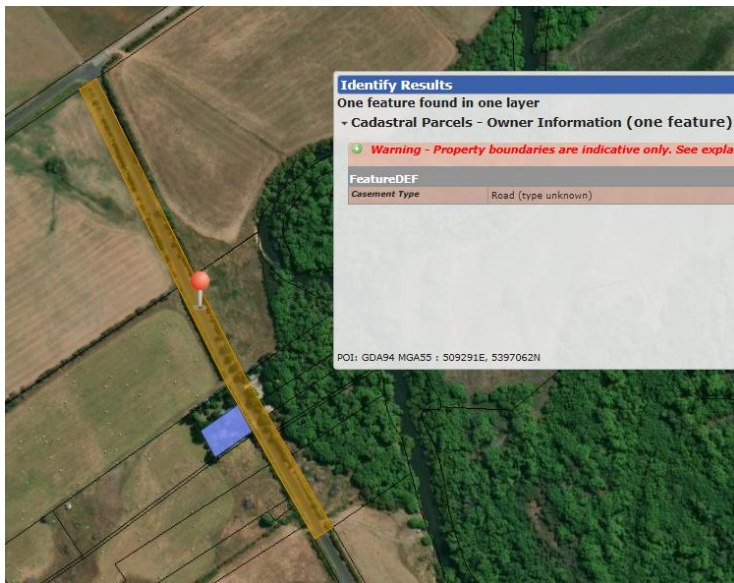 Identify Results
One feature found in one layer
Cadastral Parcels - Owner Information (one feature)
Warning - Property boundaries are indicative only. See expla
FeatureDEF
Casement Type Road (type unknown)
POI: GDA94 MGA55 : 509291E, 5397062N